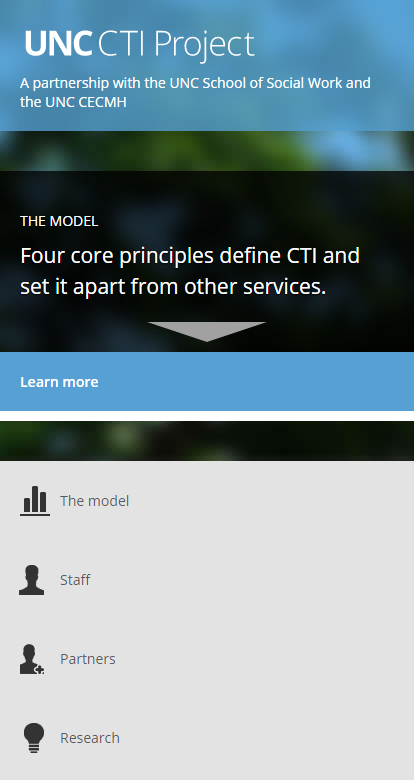 UNC CTI Project
A partnership with the UNC School of Social Work and
the UNC CECMH
THE MODEL
Four core principles define CTI and
set it apart from other services.
Learn more
The model
Staff
Partners
Research